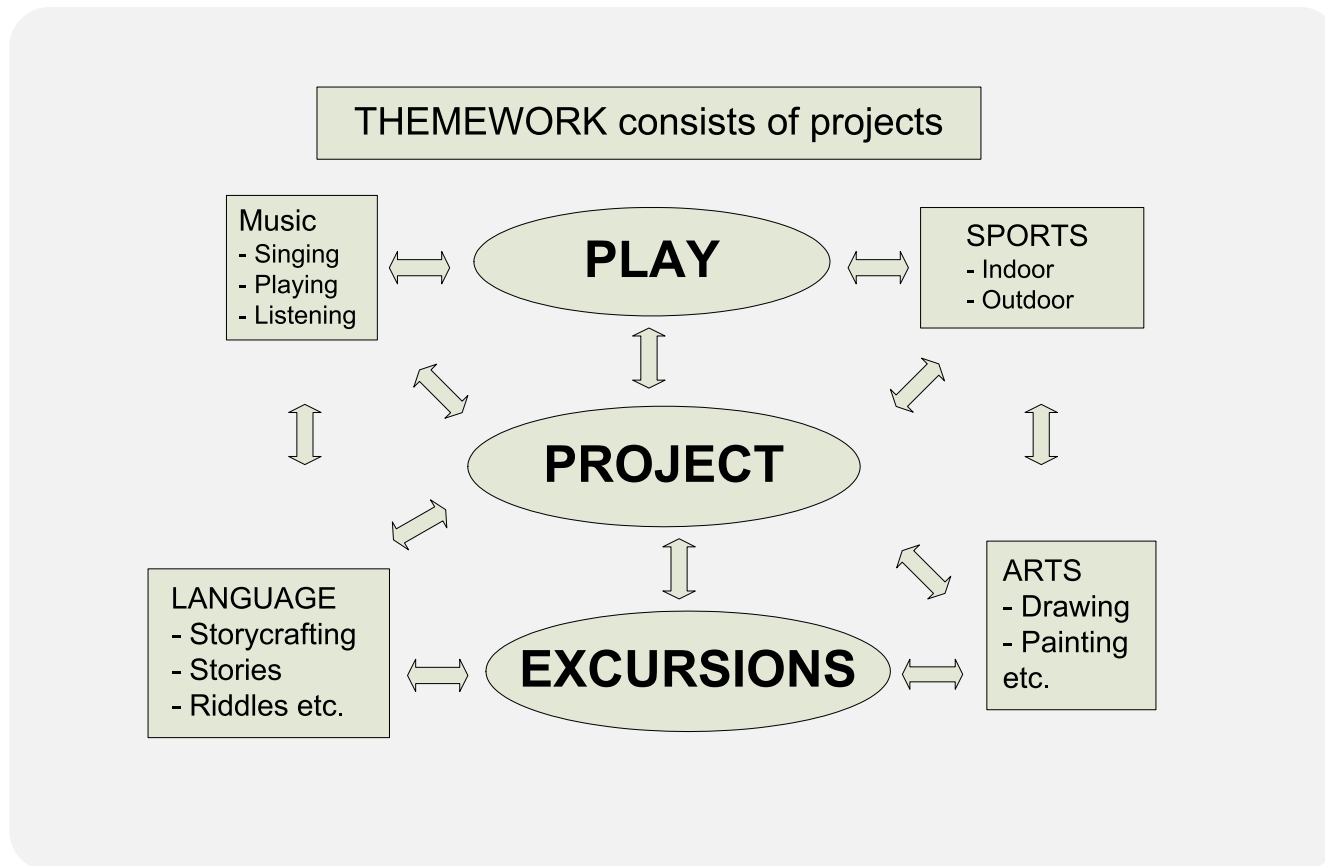 THEMEWORK consists of projects
Music
- Singing
- Playing
- Listening
PLAY
SPORTS
- Indoor
- Outdoor
PROJECT
LANGUAGE
- Storycrafting
- Stories
- Riddles etc.
EXCURSIONS
ARTS
- Drawing
- Painting
etc.